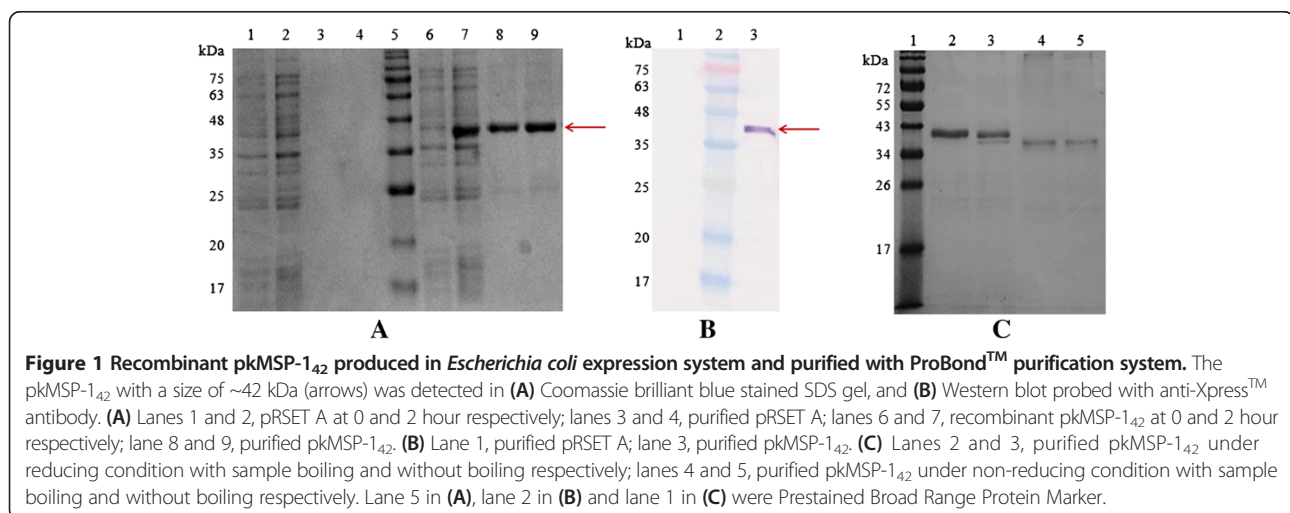 1 2 3 4 5 6 7 8 9
kDa
75
63
48
35
25
20
17
A
1 2 3
kDa
75
63
48
35
25
20
17
B
1 2 3 4 5
kDa
72
55
43
34
26
17
C
Figure 1 Recombinant pkMSP-1₄₂ produced in Escherichia coli expression system and purified with ProBond™ purification system. The
pkMSP-1₄₂ with a size of ~42 kDa (arrows) was detected in (A) Coomassie brilliant blue stained SDS gel, and (B) Western blot probed with anti-Xpress™
antibody. (A) Lanes 1 and 2, pRSET A at 0 and 2 hour respectively; lanes 3 and 4, purified pRSET A; lanes 6 and 7, recombinant pkMSP-1₄₂ at 0 and 2 hour
respectively; lane 8 and 9, purified pkMSP-1₄₂. (B) Lane 1, purified pRSET A; lane 3, purified pkMSP-1₄₂. (C) Lanes 2 and 3, purified pkMSP-1₄₂ under
reducing condition with sample boiling and without boiling respectively; lanes 4 and 5, purified pkMSP-1₄₂ under non-reducing condition with sample
boiling and without boiling respectively. Lane 5 in (A), lane 2 in (B) and lane 1 in (C) were Prestained Broad Range Protein Marker.